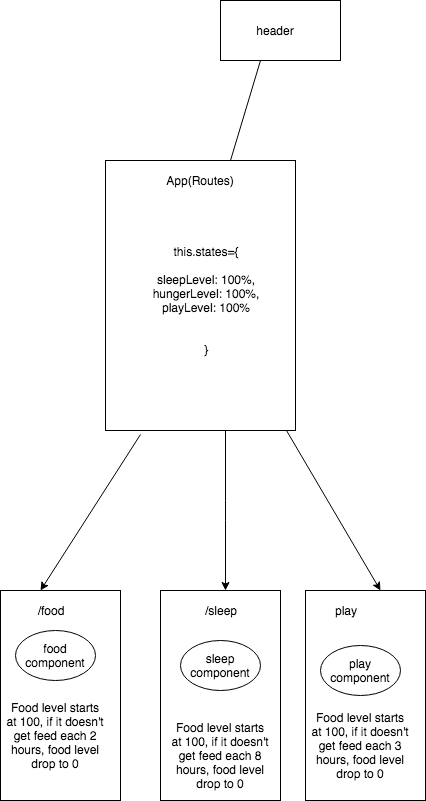 header
App(Routes)
this.states={
sleepLevel: 100%,
hungerLevel: 100%,
playLevel: 100%
}
/food
food
component
Food level starts
at 100, if it doesn't
get feed each 2
hours, food level
drop to 0
/sleep
sleep
component
Food level starts
at 100, if it doesn't
get feed each 8
hours, food level
drop to 0
play
play
component
Food level starts
at 100, if it doesn't
get feed each 3
hours, food level
drop to 0